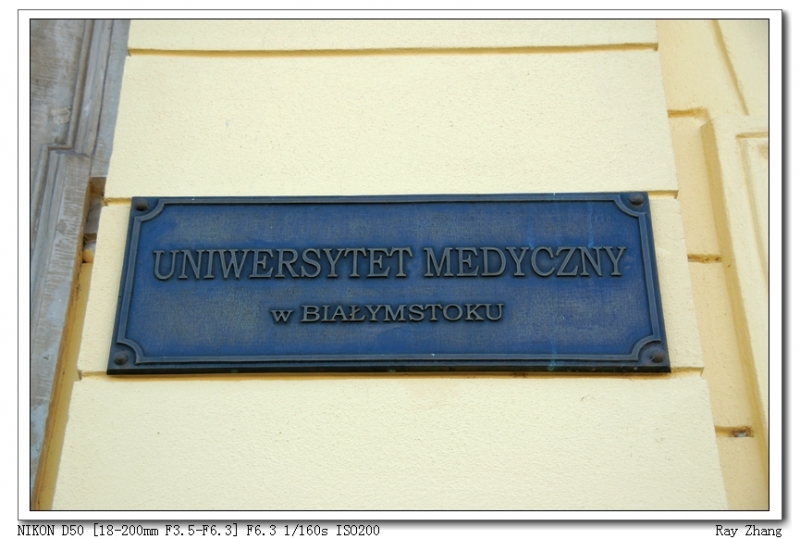 UNIWERSYTET MEDYCZNY
w BIAŁYMSTOKU
NIKON D50 [18-200mm F3.5-F6.3] F6.3 1/160s ISO200
Ray Zhang